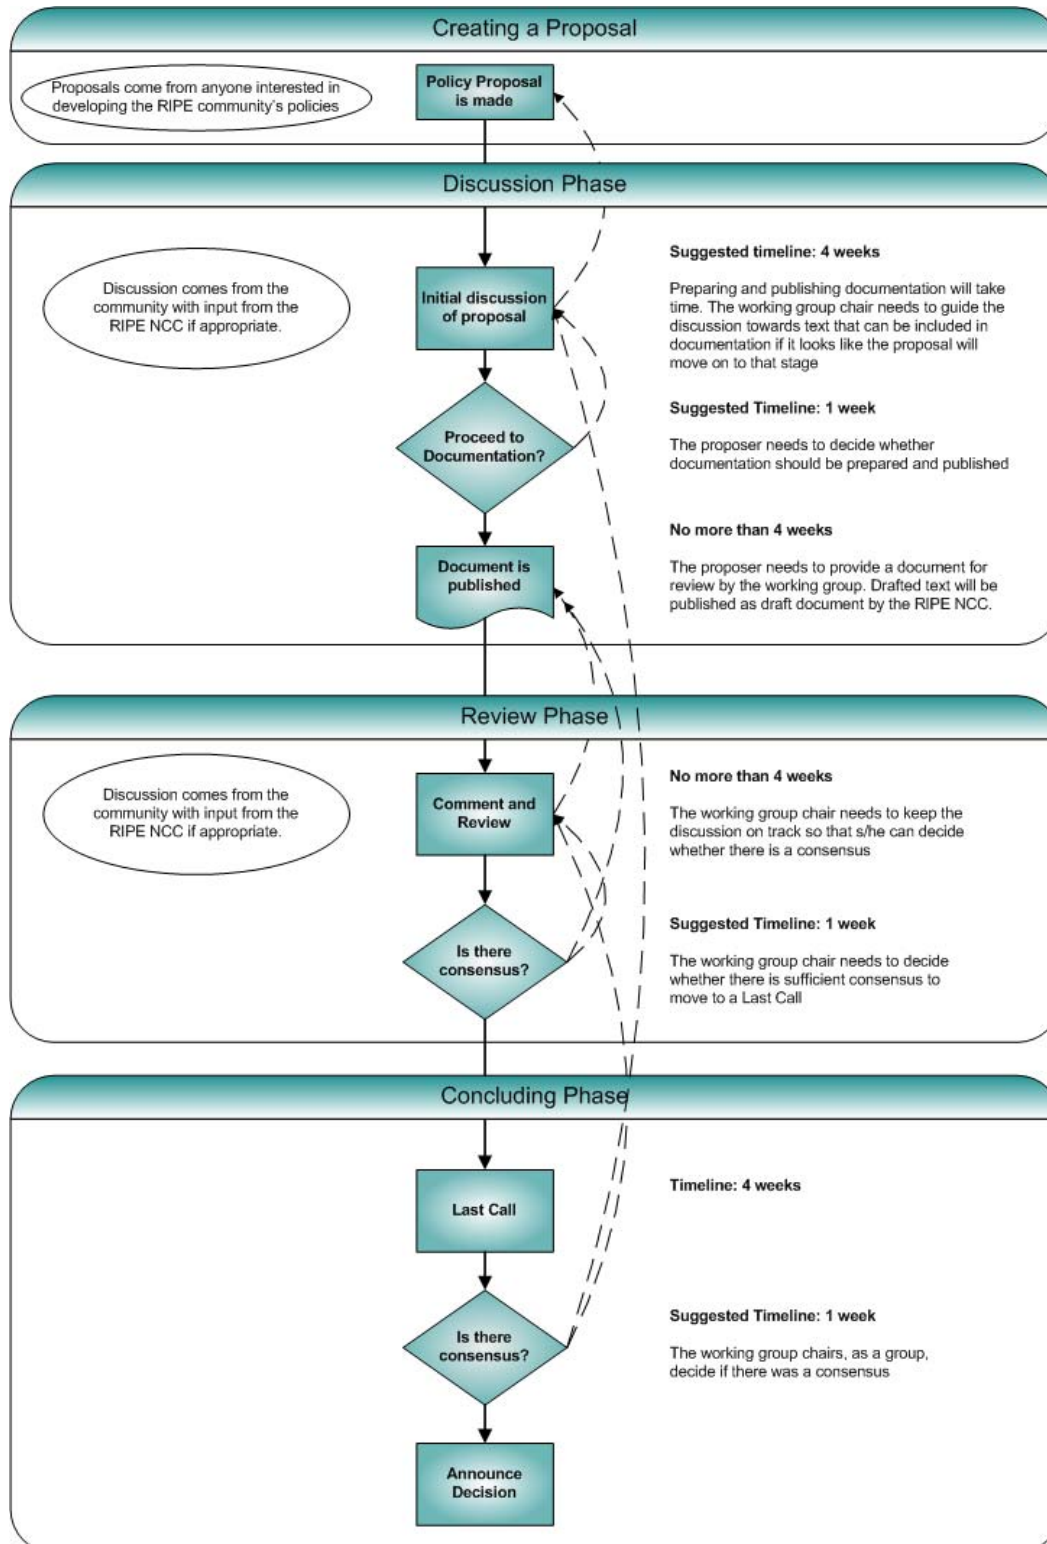 Creating a Proposal
Proposals come from anyone interested in
developing the RIPE community's policies
Policy Proposal
is made
Discussion Phase
Discussion comes from the
community with input from the
RIPE NCC if appropriate.
Initial discussion
of proposal
Suggested timeline: 4 weeks
Preparing and publishing documentation will take
time. The working group chair needs to guide the
discussion towards text that can be included in
documentation if it looks like the proposal will
move on to that stage
Proceed to
Documentation?
Suggested Timeline: 1 week
The proposer needs to decide whether
documentation should be prepared and published
Document is
published
No more than 4 weeks
The proposer needs to provide a document for
review by the working group. Drafted text will be
published as draft document by the RIPE NCC.
Review Phase
Discussion comes from the
community with input from the
RIPE NCC if appropriate.
Comment and
Review
No more than 4 weeks
The working group chair needs to keep the
discussion on track so that s/he can decide
whether there is a consensus
Is there
consensus?
Suggested Timeline: 1 week
The working group chair needs to decide
whether there is sufficient consensus to
move to a Last Call
Concluding Phase
Last Call
Timeline: 4 weeks
Is there
consensus?
Suggested Timeline: 1 week
The working group chairs, as a group,
decide if there was a consensus
Announce
Decision